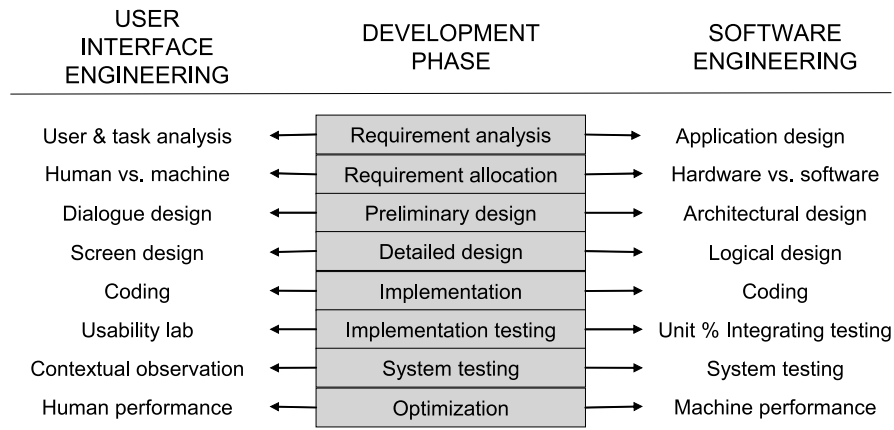 USER
INTERFACE
ENGINEERING
DEVELOPMENT
PHASE
SOFTWARE
ENGINEERING
User & task analysis Requirement analysis Application design
Human vs. machine Requirement allocation Hardware vs. software
Dialogue design Preliminary design Architectural design
Screen design Detailed design Logical design
Coding Implementation Coding
Usability lab Implementation testing Unit % Integrating testing
Contextual observation System testing System testing
Human performance Optimization Machine performance